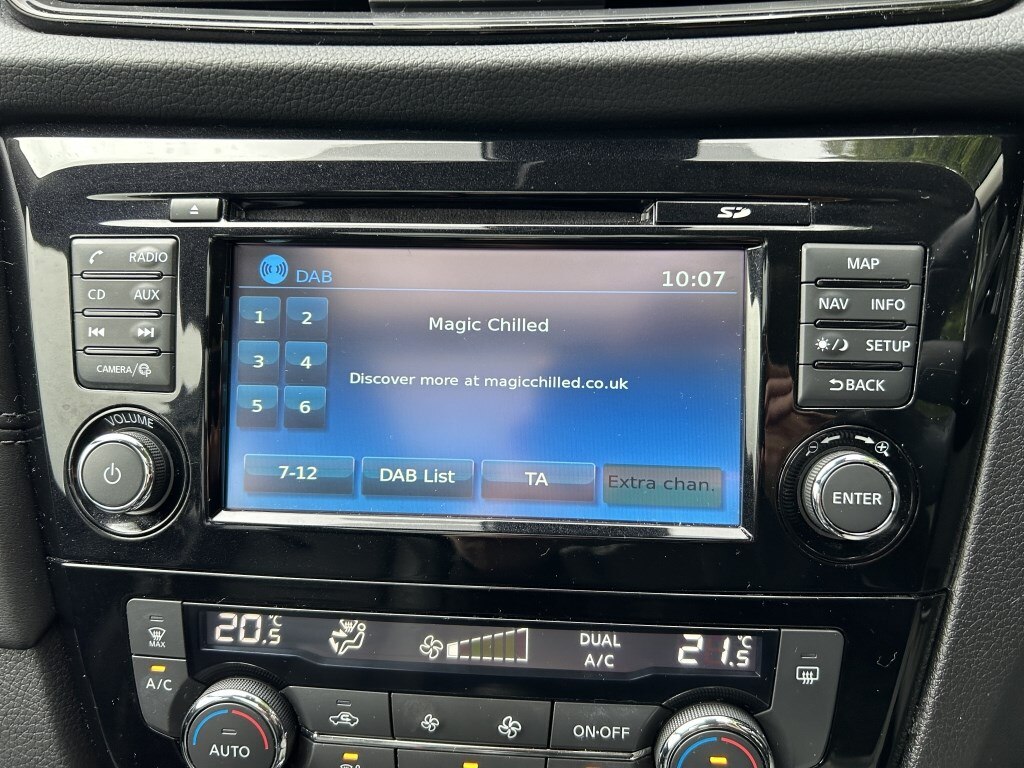 SD
RADIO
CD AUX
CAMERA/
VOLUME
DAB 10:07
1 2
3 4
5 6
Magic Chilled
Discover more at magicchilled.co.uk
7-12 DAB List TA Extra chan.
MAP
NAV INFO
SETUP
BACK
ENTER
MAX
A/C
20.5°C
DUAL
A/C
21.5°C
AUTO
ON·OFF